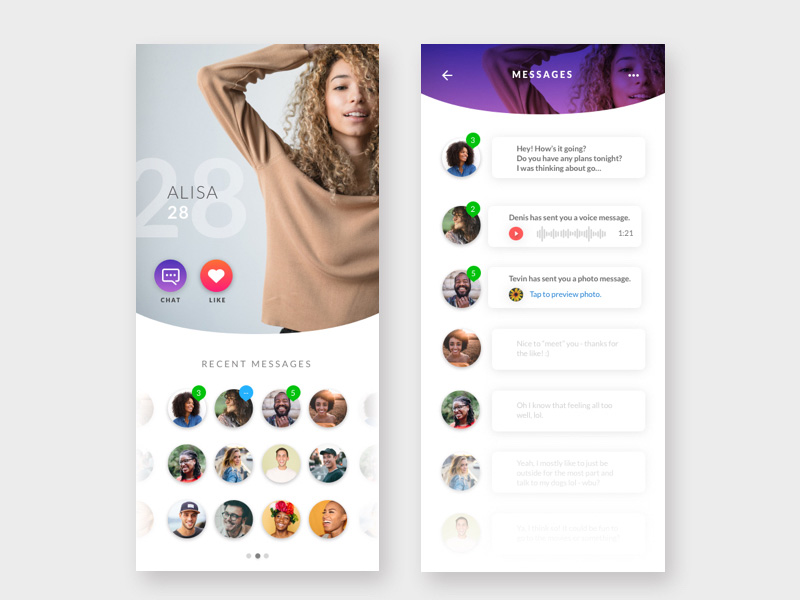 28
ALISA
28
CHAT
LIKE
RECENT MESSAGES
3
5
MESSAGES
3
Hey! How's it going?
Do you have any plans tonight?
I was thinking about go...
2
Denis has sent you a voice message.
1:21
5
Tevin has sent you a photo message.
Tap to preview photo.
Nice to "meet" you - thanks for
the like! :)
Oh I know that feeling all too
well, lol.
Yeah, I mostly like to just be
outside for the most part and
talk to my dogs lol - wbu?